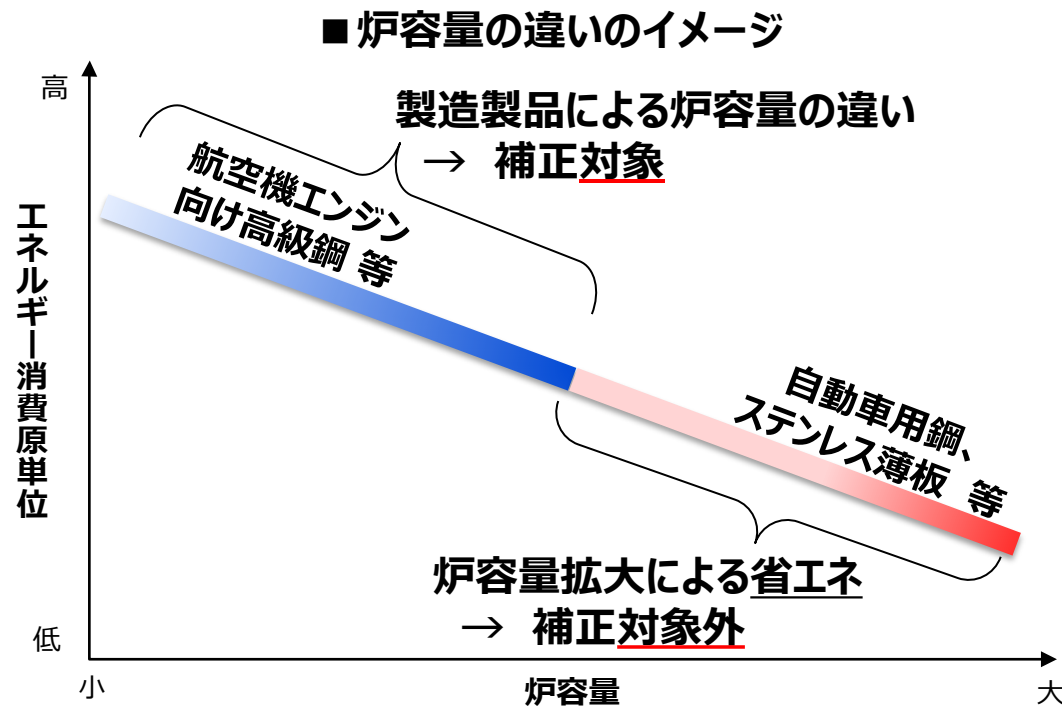 ■炉容量の違いのイメージ
高
製造製品による炉容量の違い
→ 補正対象
航空機エンジン
向け高級鋼 等
エネルギー消費原単位
自動車用鋼、
ステンレス薄板 等
炉容量拡大による省エネ
→ 補正対象外
低
小
炉容量
大